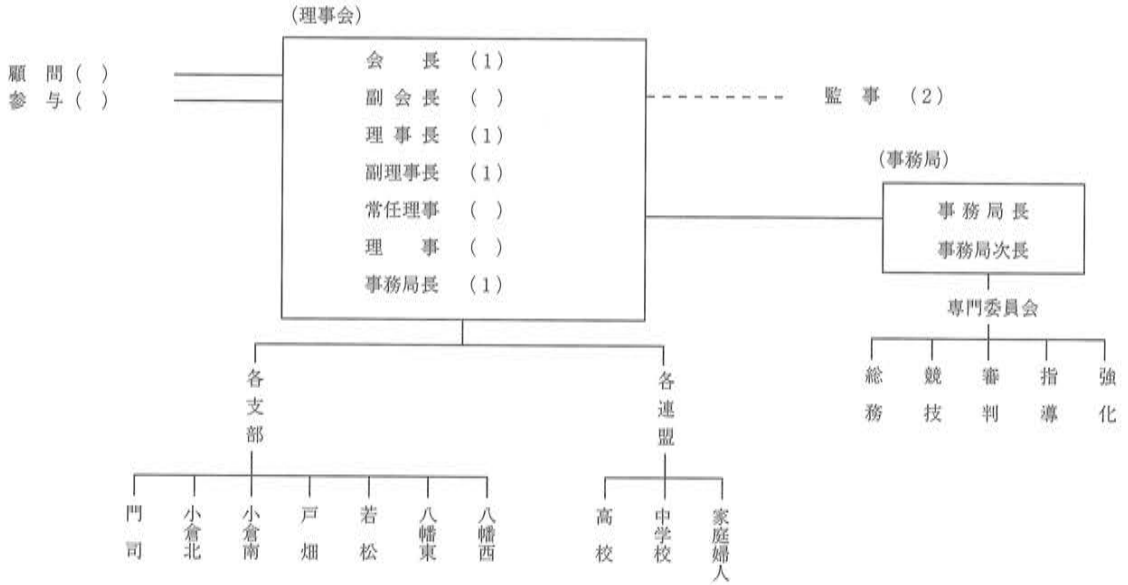 (理事会)
会長 (1)
副会長 ( )
理事長 (1)
副理事長 (1)
常任理事 ( )
理事 ( )
事務局長 (1)
顧問 ( )
参与 ( )
監事 (2)
(事務局)
事務局長
事務局次長
専門委員会
総務
競技
審判
指導
強化
各支部
門司
小倉北
小倉南
戸畑
若松
八幡東
八幡西
各連盟
高校
中学校
家庭婦人